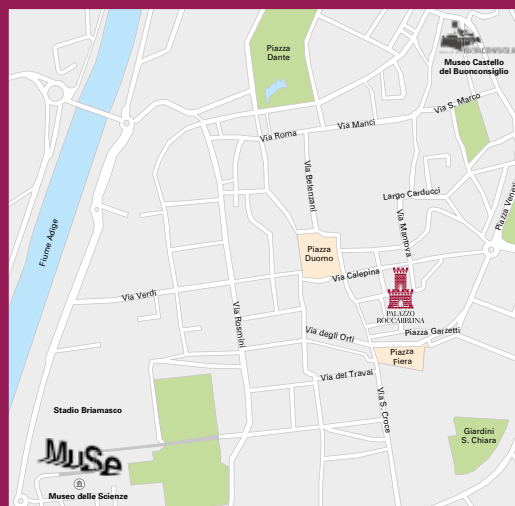 Piazza
Dante
BUONCONSIGLIO
Museo Castello
del Buonconsiglio
Via S. Marco
Via Manci
Via Roma
Via Belenzani
Largo Carducci
Via Mantova
Fiume Adige
Piazza
Duomo
Via Calepina
Via Verdi
Via Rosmini
PALAZZO
ROCCABRUNA
Via degli Orti
Piazza Garzetti
Piazza
Fiera
Via del Travai
Via S. Croce
Stadio Briamasco
Giardini
S. Chiara
MuSe
Museo delle Scienze